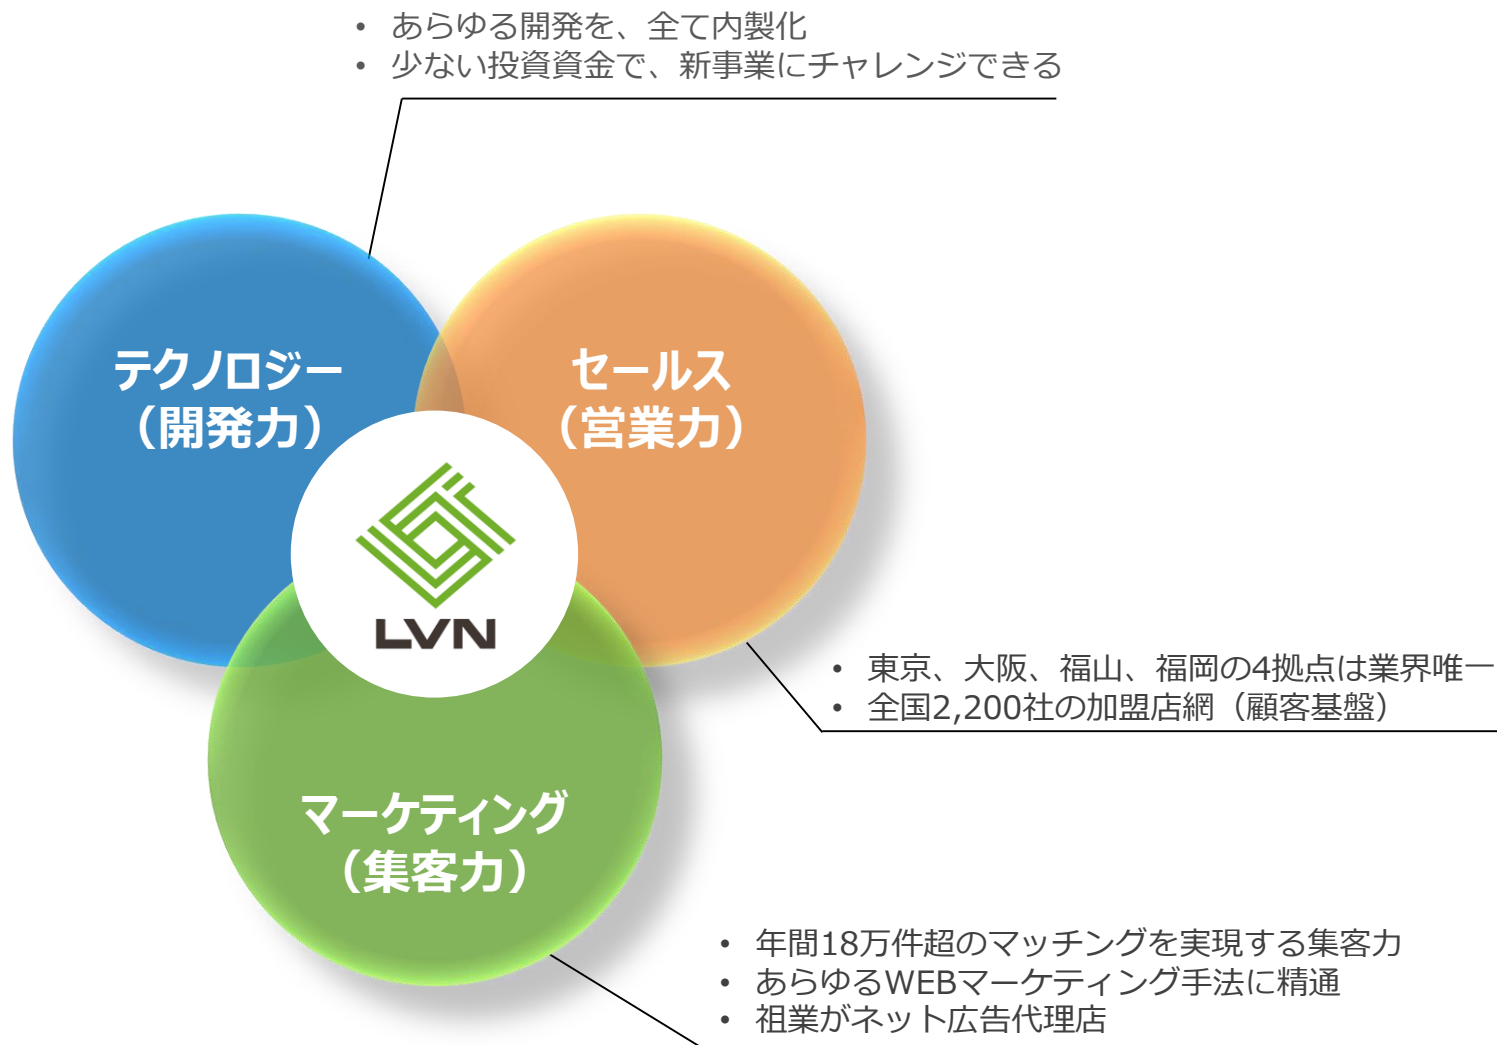 • あらゆる開発を、全て内製化
• 少ない投資資金で、新事業にチャレンジできる
テクノロジー
（開発力）
セールス
（営業力）
LVN
• 東京、大阪、福山、福岡の4拠点は業界唯一
• 全国2,200社の加盟店網（顧客基盤）
マーケティング
（集客力）
• 年間18万件超のマッチングを実現する集客力
• あらゆるWEBマーケティング手法に精通
• 祖業がネット広告代理店